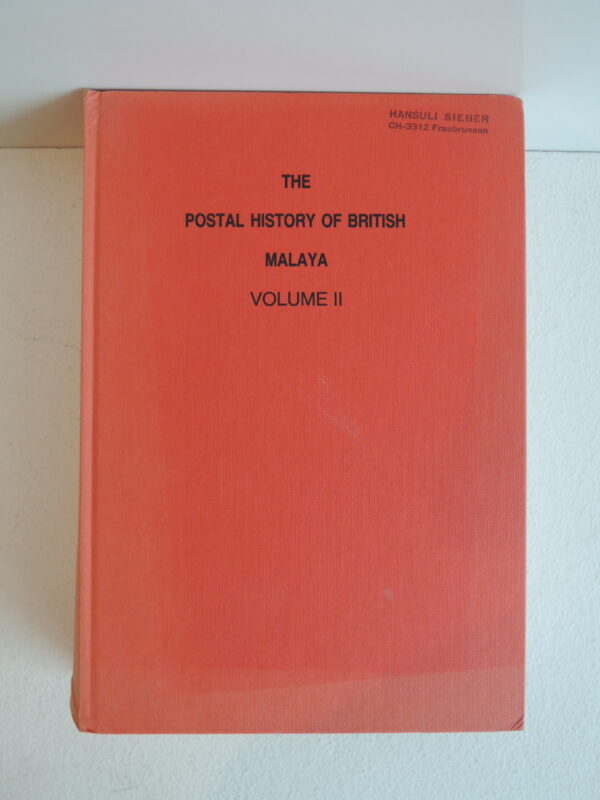 HANSULI SIEBER
CH-3312 Fraubrunnen
THE
POSTAL HISTORY OF BRITISH
MALAYA
VOLUME II